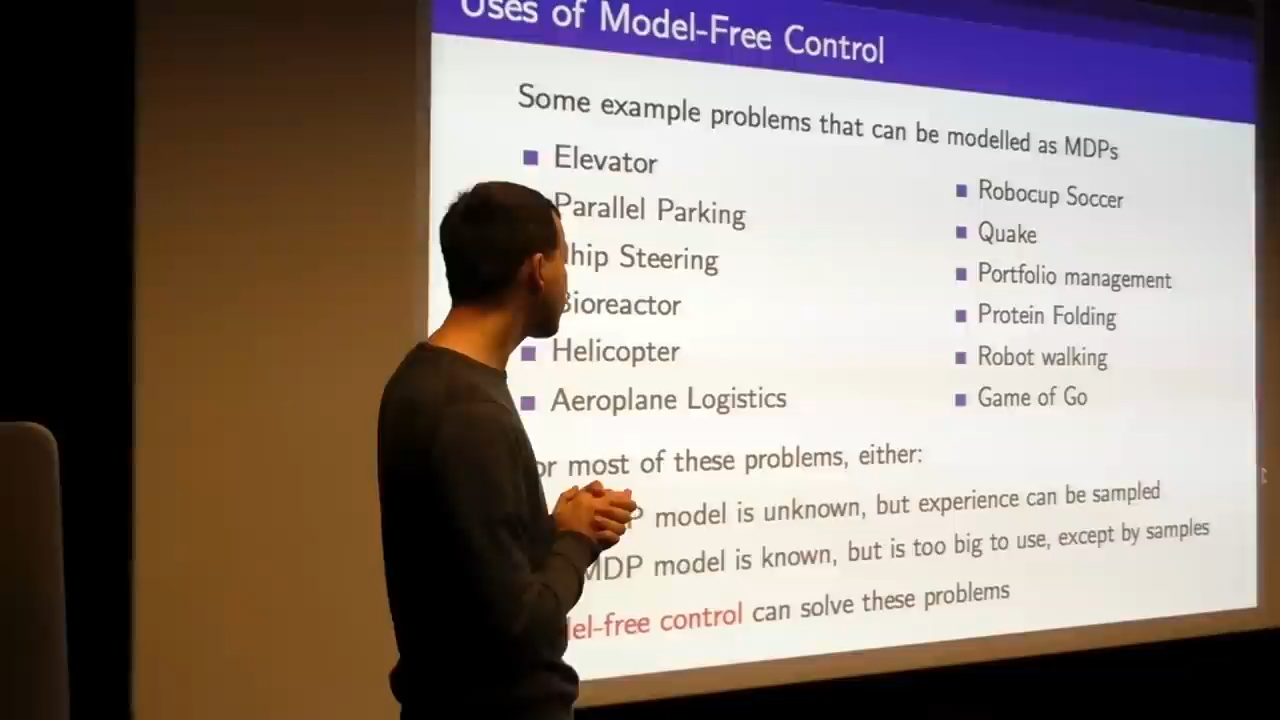 Uses of Model-Free Control
Some example problems that can be modelled as MDPs
Elevator
Parallel Parking
Steering
Bioreactor
Helicopter
Aeroplane Logistics
Robocup Soccer
Quake
Portfolio management
Protein Folding
Robot walking
Game of Go
or most of these problems, either:
model is unknown, but experience can be sampled
MDP model is known, but is too big to use, except by samples
el-free control can solve these problems